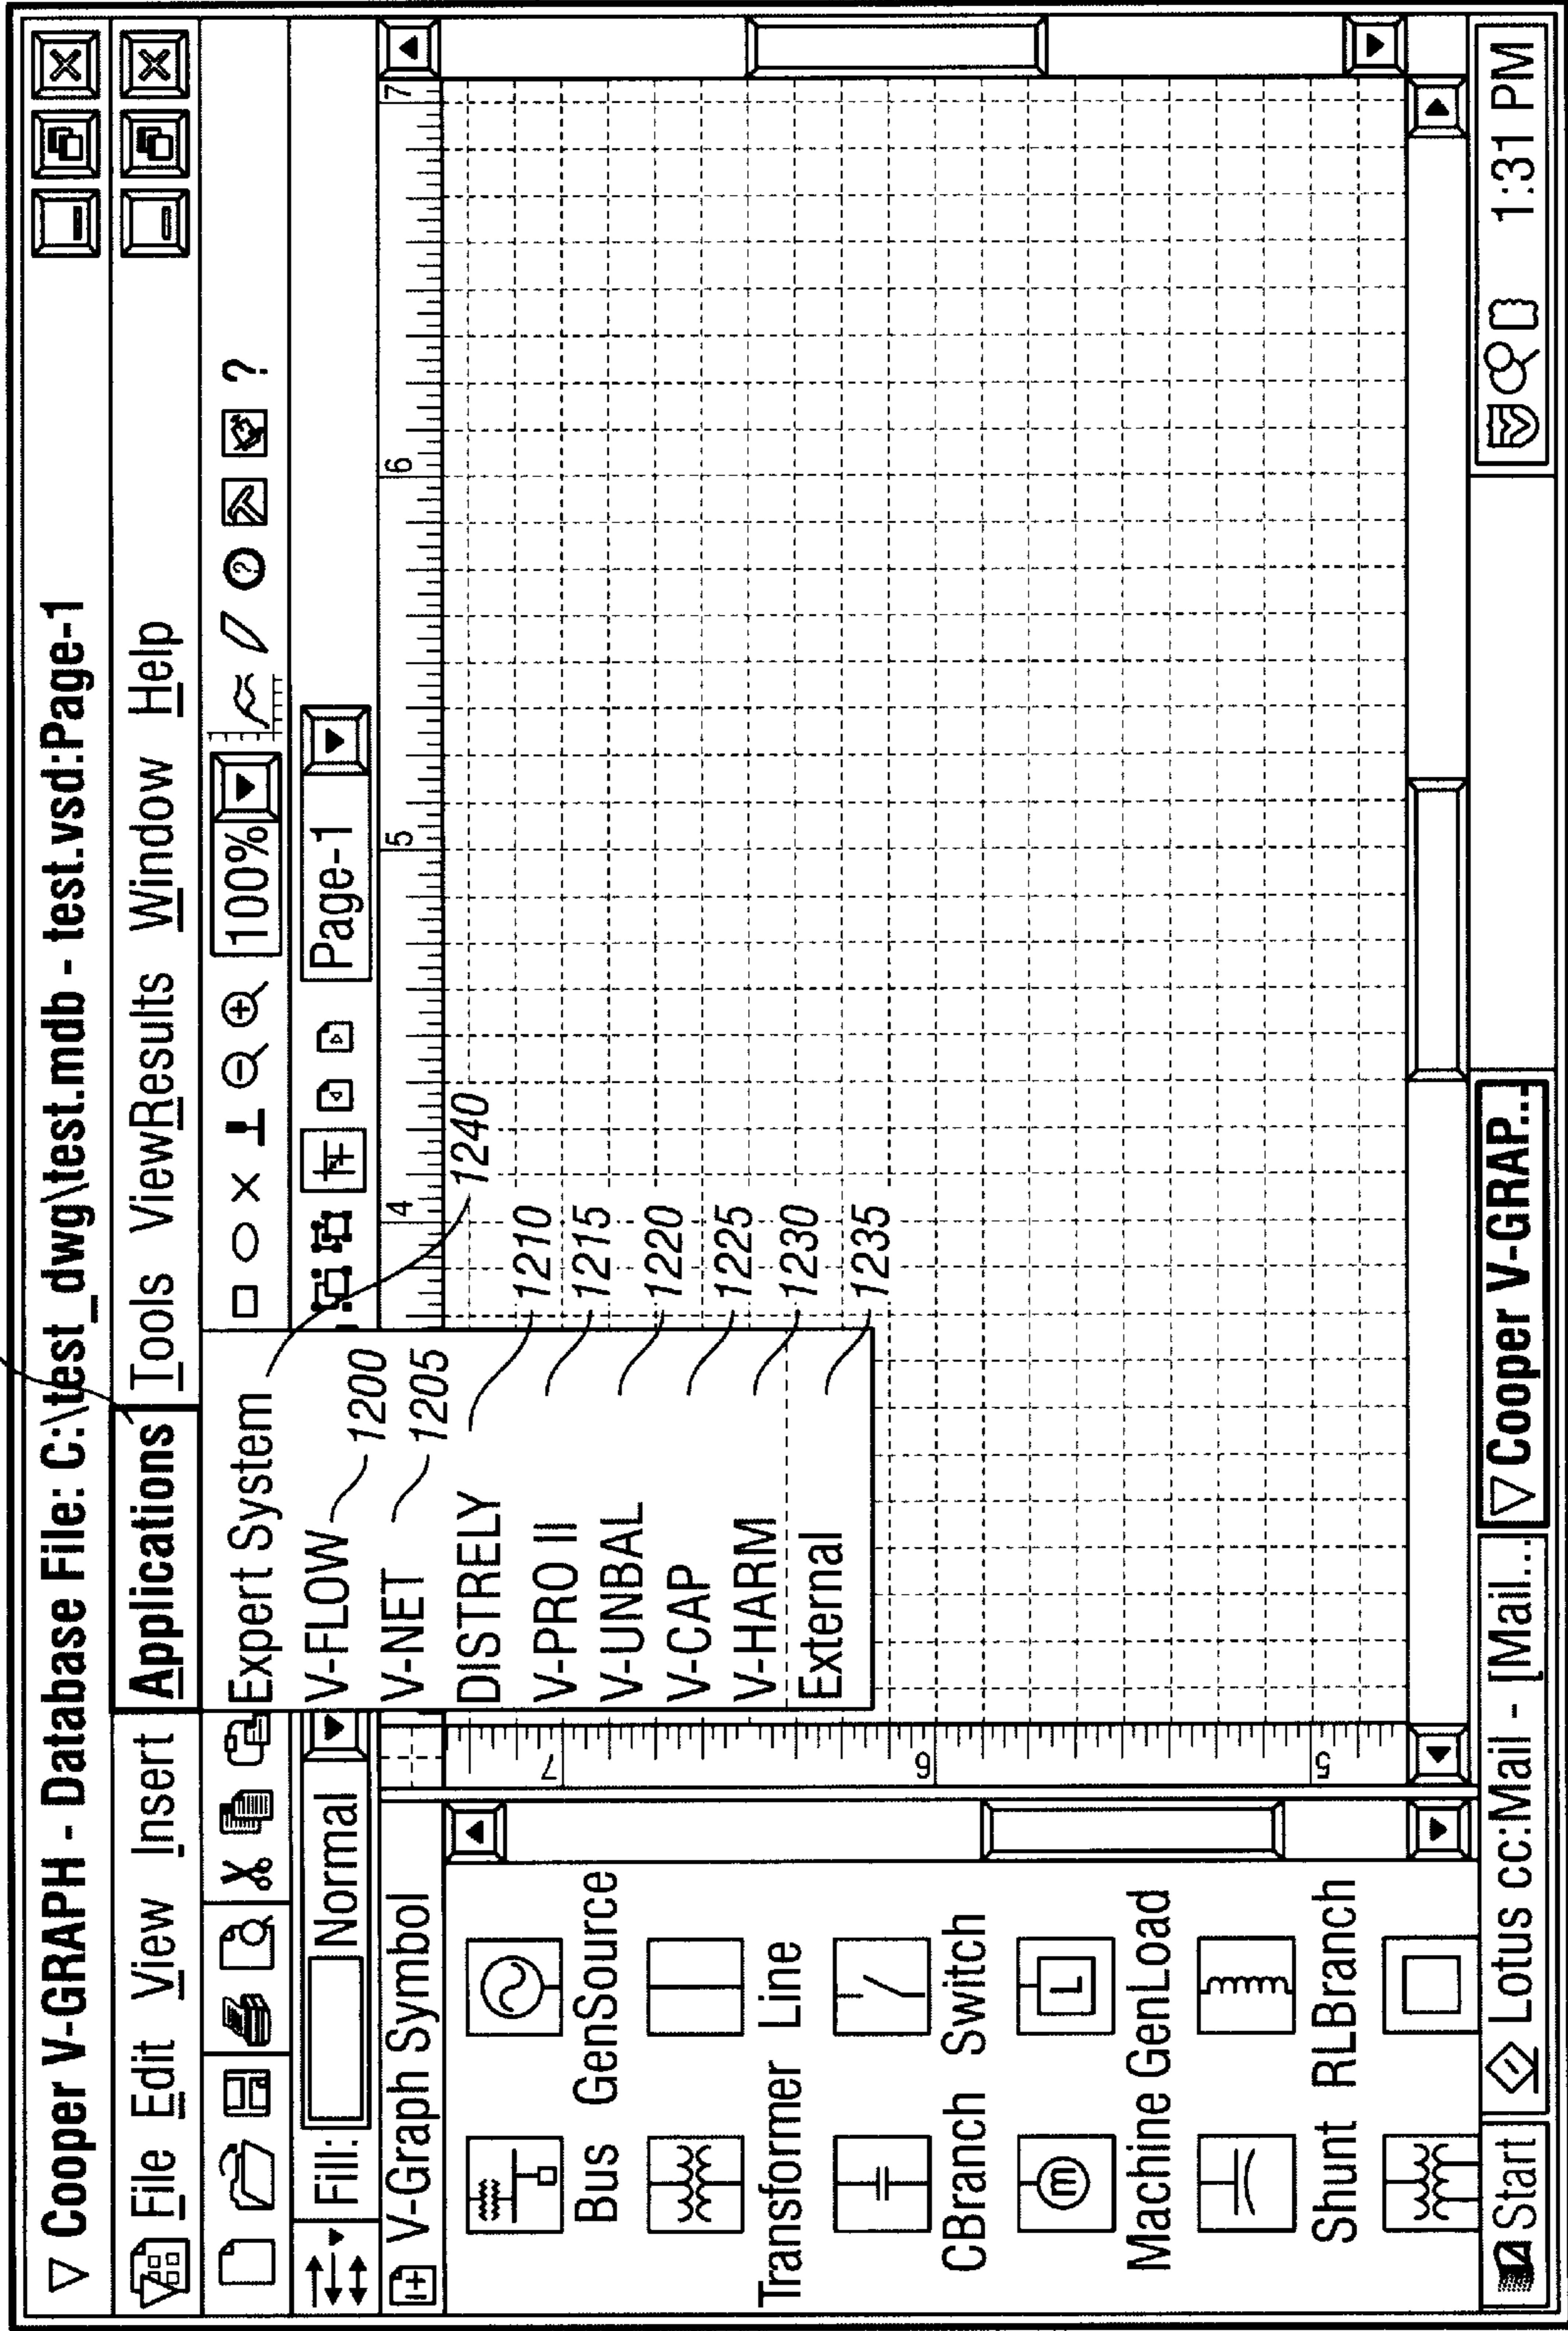 Cooper V-GRAPH - Database File: C:\test_dwg\test.mdb - test.vsd:Page-1
File Edit View Insert Applications Tools ViewResults Window Help
100% ?
Fill: Normal Page-1
V-Graph Symbol
Expert System 1240
V-FLOW 1200
V-NET 1205
DISTRELY 1210
V-PRO II 1215
V-UNBAL 1220
V-CAP 1225
V-HARM 1230
External 1235
4 5 6 7
7
6
5
Bus GenSource
Transformer Line
CBranch Switch
m L
Machine GenLoad
Shunt RLBranch
Start Lotus cc:Mail - [Mail... Cooper V-GRAP... 1:31 PM